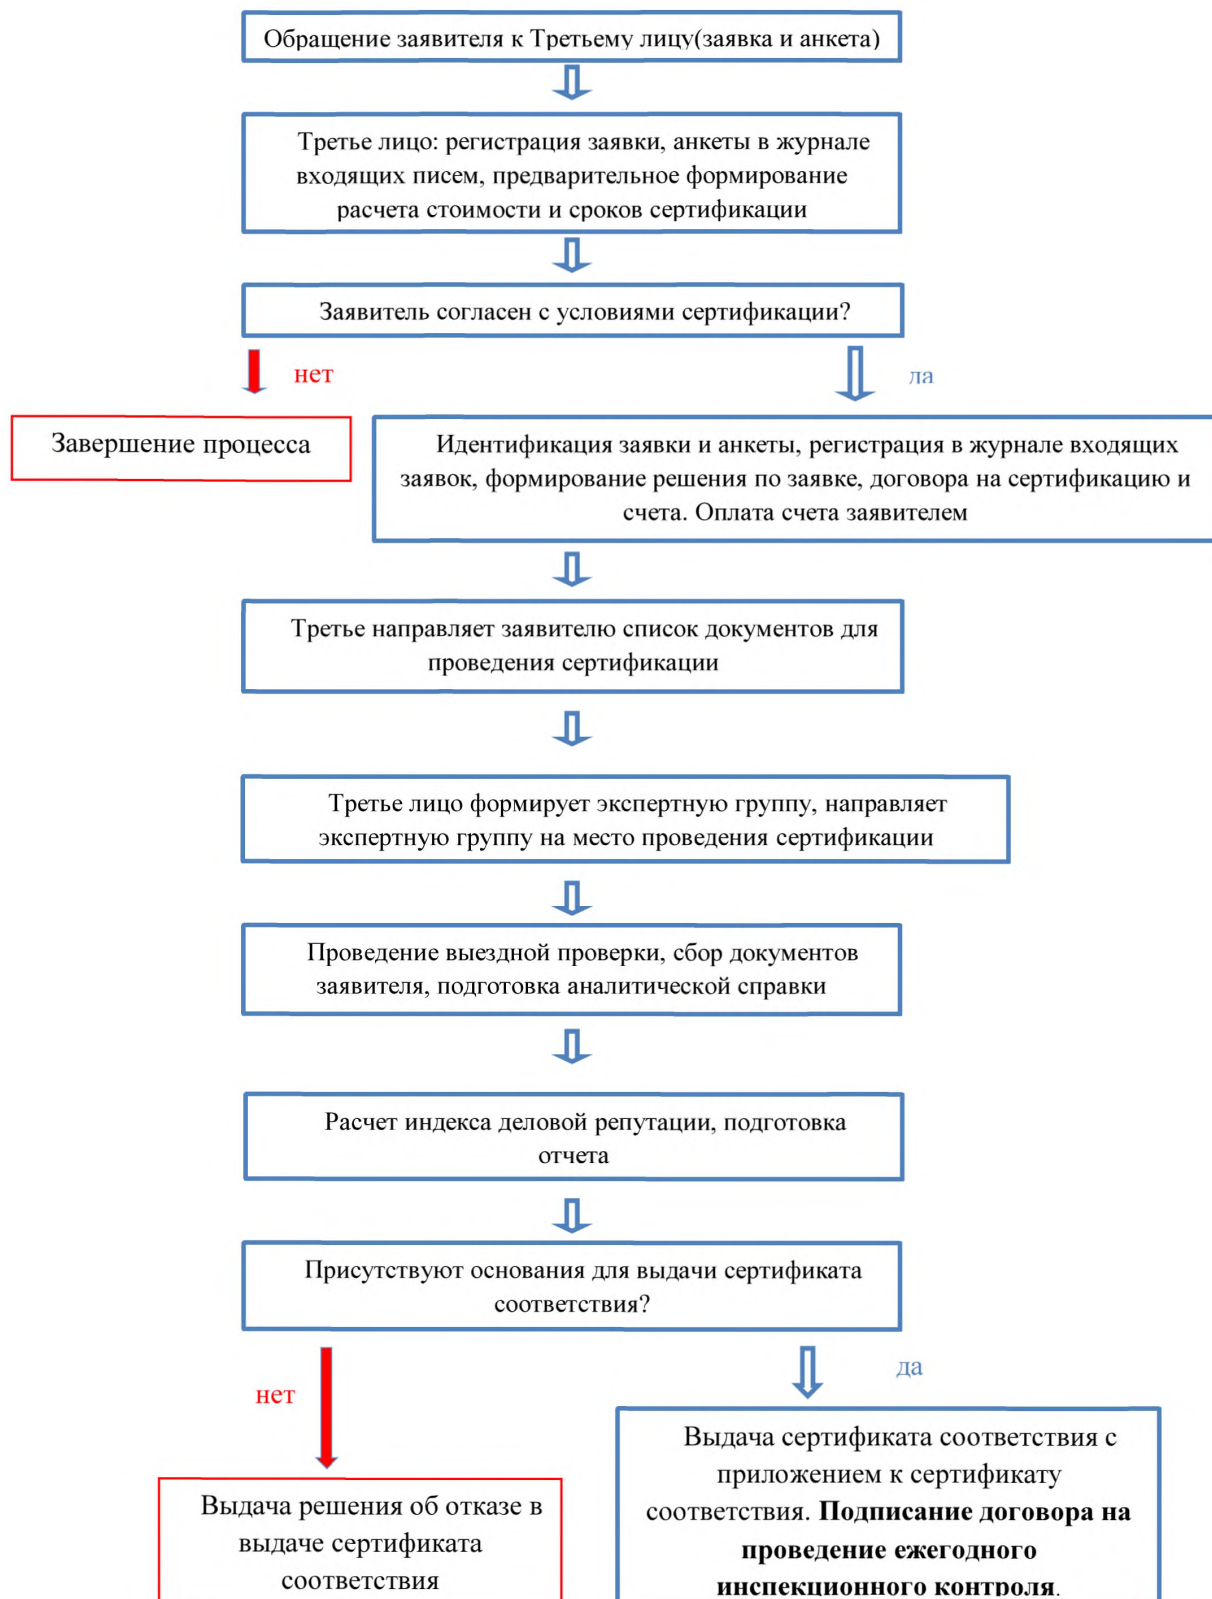 Обращение заявителя к Третьему лицу(заявка и анкета)
Третье лицо: регистрация заявки, анкеты в журнале
входящих писем, предварительное формирование
расчета стоимости и сроков сертификации
Заявитель согласен с условиями сертификации?
нет
да
Завершение процесса
Идентификация заявки и анкеты, регистрация в журнале входящих
заявок, формирование решения по заявке, договора на сертификацию и
счета. Оплата счета заявителем
Третье направляет заявителю список документов для
проведения сертификации
Третье лицо формирует экспертную группу, направляет
экспертную группу на место проведения сертификации
Проведение выездной проверки, сбор документов
заявителя, подготовка аналитической справки
Расчет индекса деловой репутации, подготовка
отчета
Присутствуют основания для выдачи сертификата
соответствия?
нет
да
Выдача решения об отказе в
выдаче сертификата
соответствия
Выдача сертификата соответствия с
приложением к сертификату
соответствия. Подписание договора на
проведение ежегодного
инспекционного контроля.